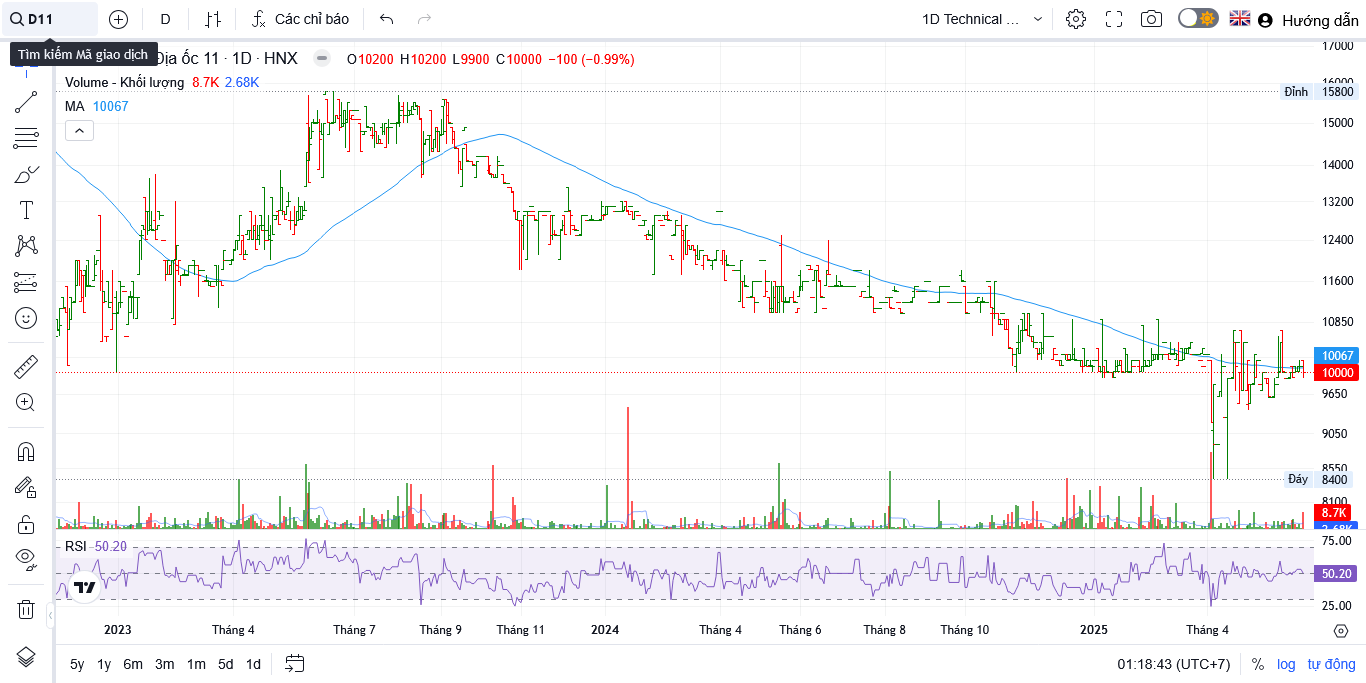 D11
D
Các chỉ báo
1D Technical ...
Hướng dẫn
Tìm kiếm Mã giao dịch
Địa ốc 11 · 1D · HNX
O10200 H10200 L9900 C10000 −100 (−0.99%)
Volume - Khối lượng 8.7K 2.68K
MA 10067
17000
16000
Đỉnh 15800
15000
14000
13200
12400
11600
10850
10067
10000
9650
9050
8550
Đáy 8400
8100
8.7K
2.68K
RSI 50.20
75.00
50.20
25.00
2023 Tháng 4 Tháng 7 Tháng 9 Tháng 11 2024 Tháng 4 Tháng 6 Tháng 8 Tháng 10 2025 Tháng 4
5y 1y 6m 3m 1m 5d 1d
01:18:43 (UTC+7) % log tự động